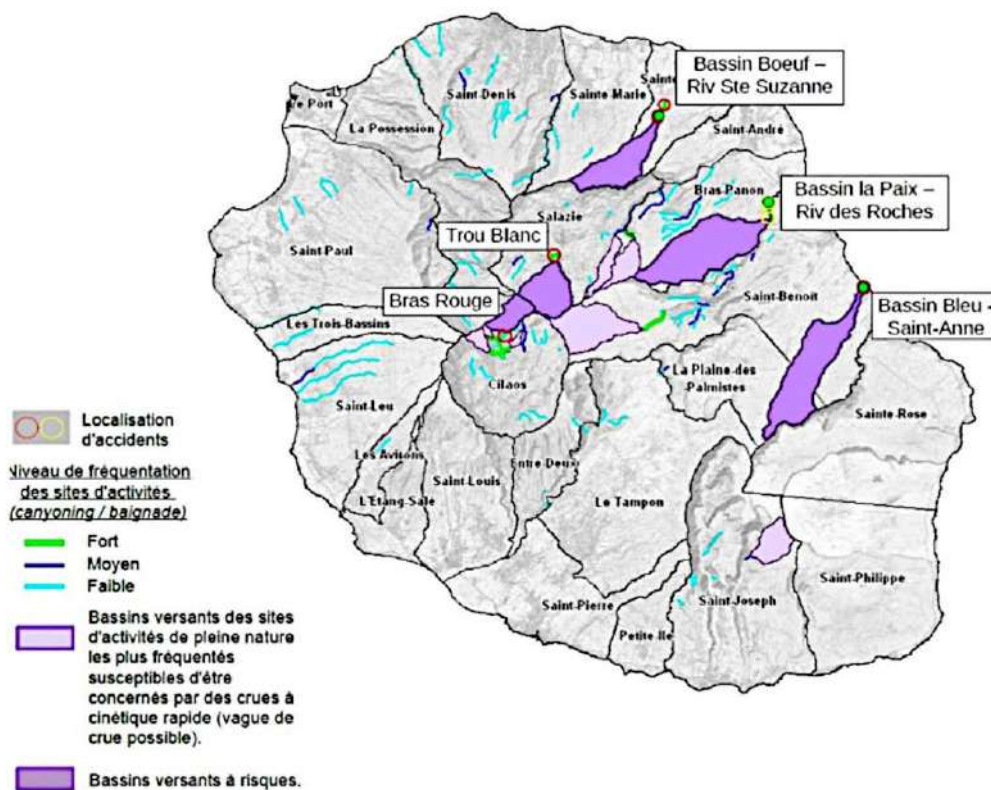 Bassin Boeuf –
Riv Ste Suzanne
Sainte
Saint-Denis
Sainte-Marie
Le Port
La Possession
Saint-André
Bras-Panon
Bassin la Paix –
Riv des Roches
Salazie
Trou Blanc
Saint-Paul
Bras Rouge
Saint-Benoit
Bassin Bleu -
Saint-Anne
Les Trois-Bassins
La Plaine-des
-Palmistes
Cilaos
Sainte-Rose
Saint-Leu
Les Avirons
Entre-Deux
Saint-Louis
L'Etang-Salé
Le Tampon
Saint-Philippe
Saint-Joseph
Saint-Pierre
Petite-Ile
Localisation
d'accidents
Niveau de fréquentation
des sites d'activités
(canyoning / baignade)
Fort
Moyen
Faible
Bassins versants des sites
d'activités de pleine nature
les plus fréquentés
susceptibles d'être
concernés par des crues à
cinétique rapide (vague de
crue possible).
Bassins versants à risques.